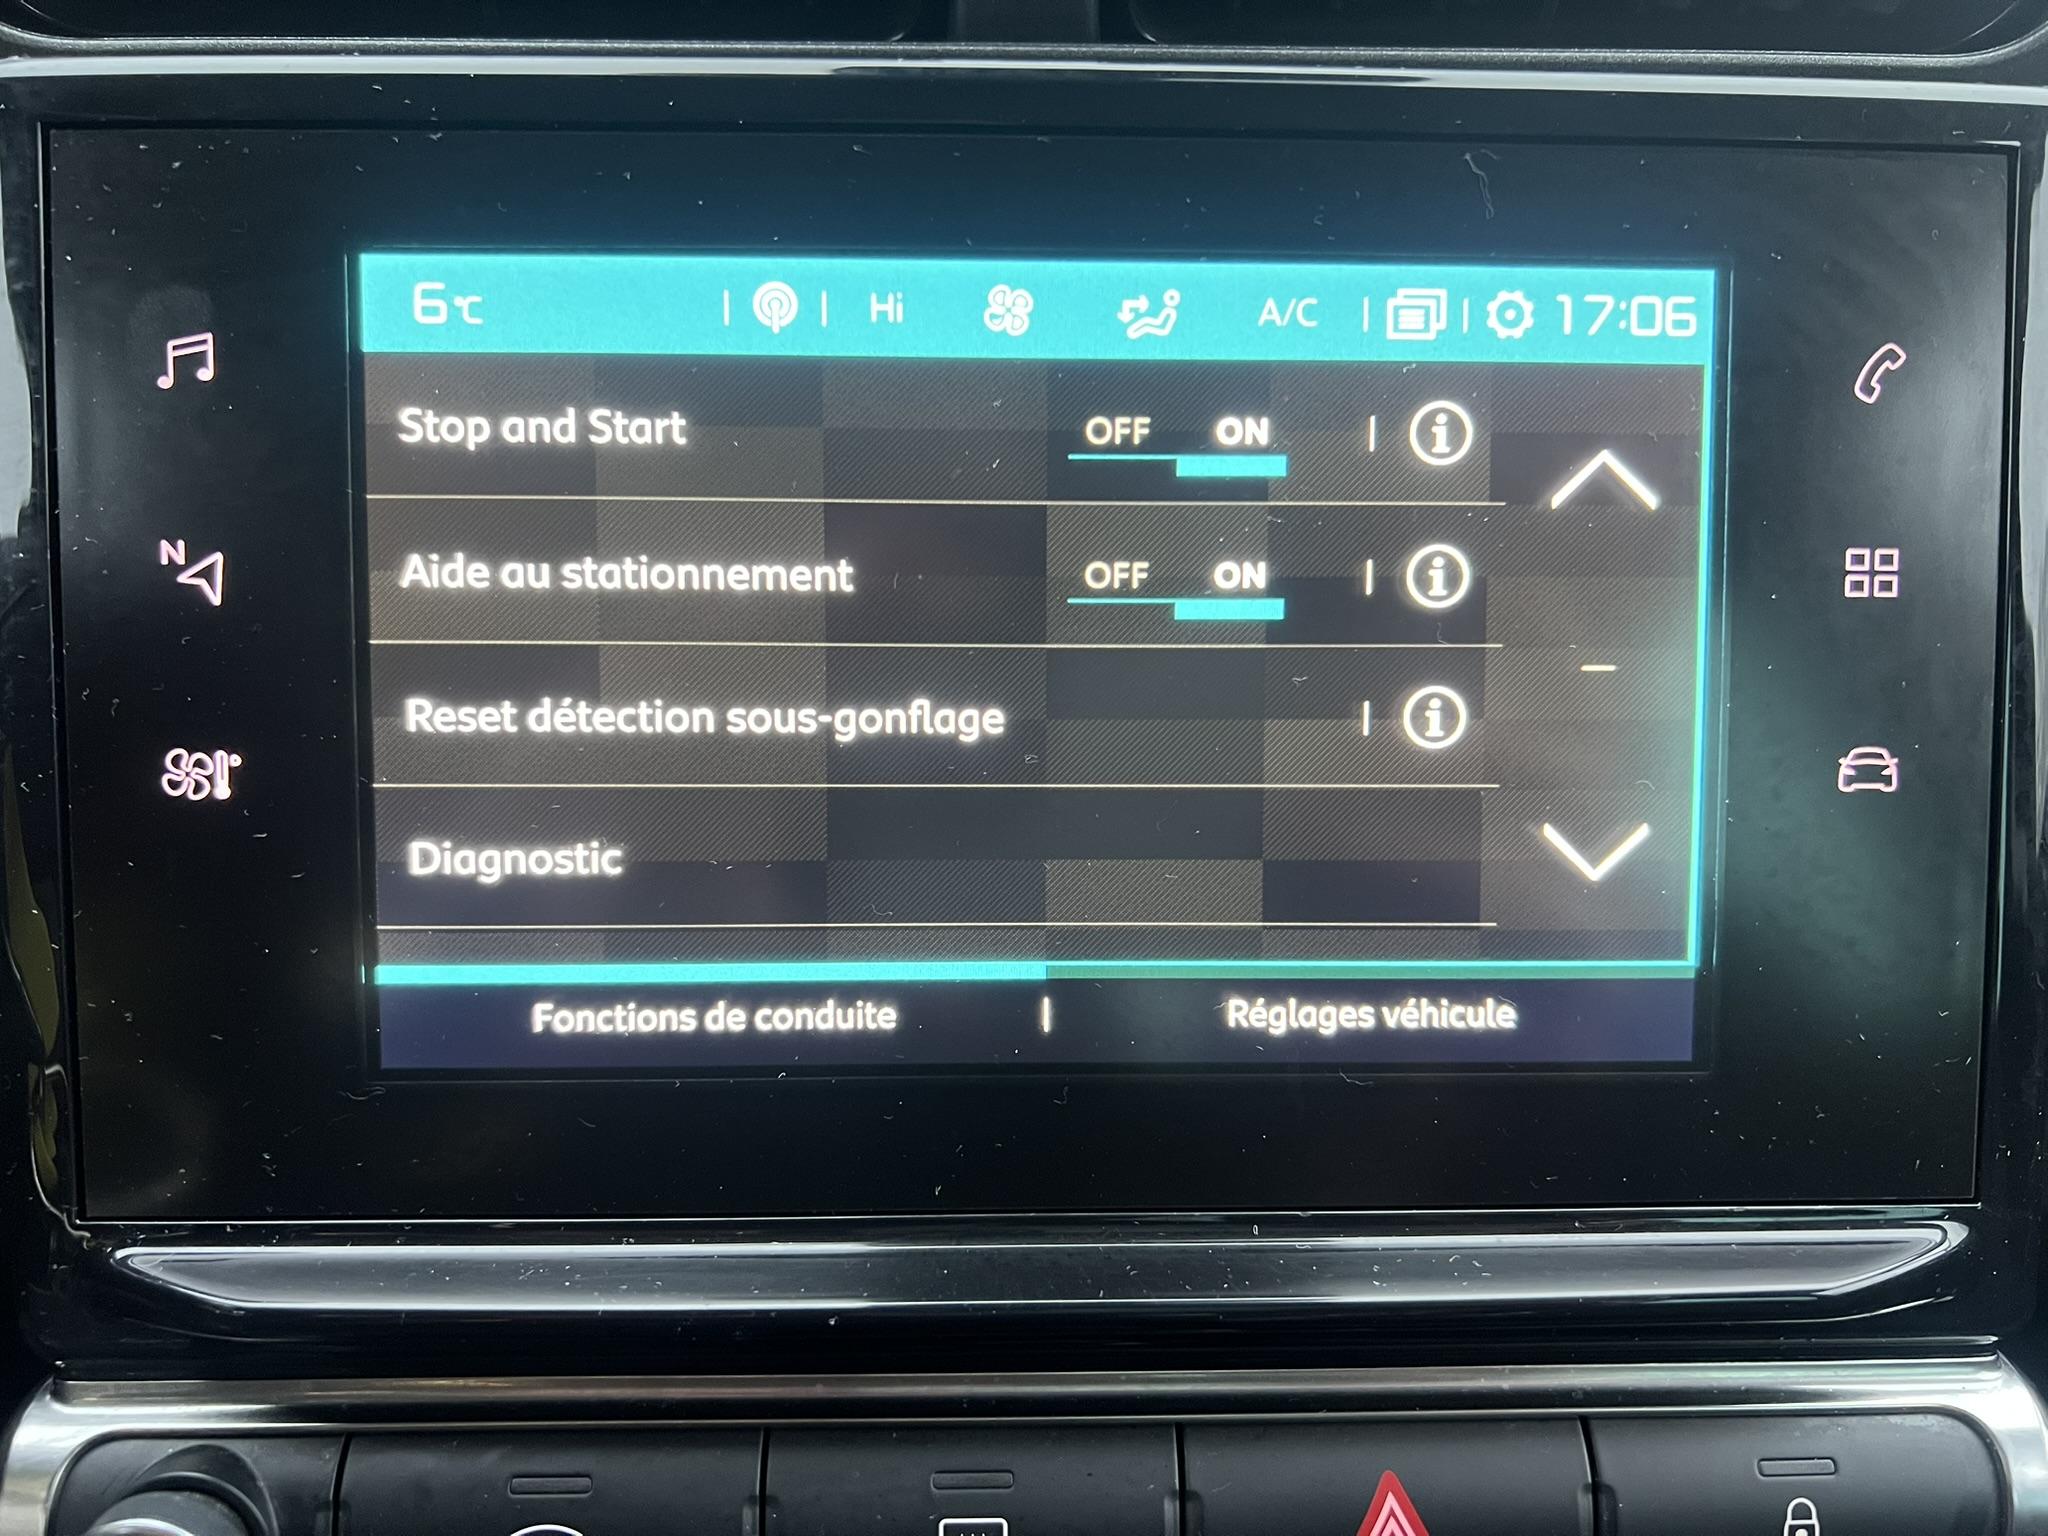 6°C Hi A/C 17:06
Stop and Start OFF ON
Aide au stationnement OFF ON
Reset détection sous-gonflage
Diagnostic
Fonctions de conduite Réglages véhicule
N